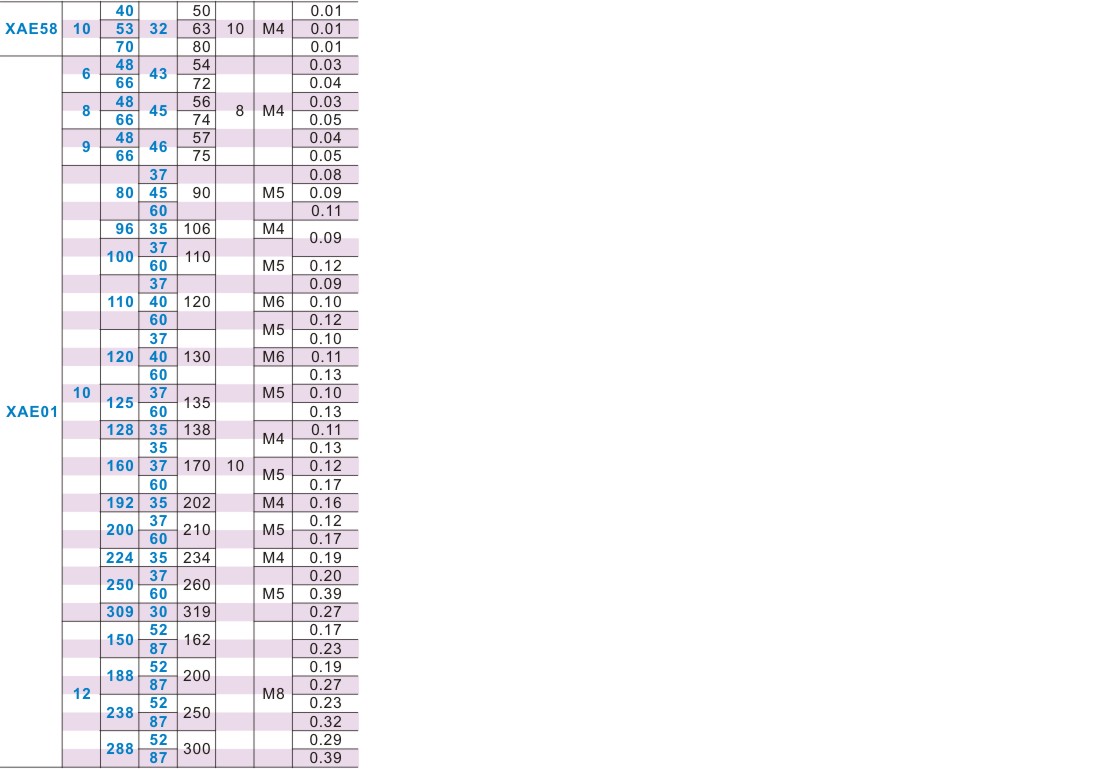 40 50 0.01
XAE58 10 53 32 63 10 M4 0.01
70 80 0.01
48 54 0.03
6 43
66 72 0.04
48 56 0.03
8 45 8 M4
66 74 0.05
48 57 0.04
9 46
66 75 0.05
37 0.08
80 45 90 M5 0.09
60 0.11
96 35 106 M4
0.09
37
100 110
60 M5 0.12
37 0.09
110 40 120 M6 0.10
60 0.12
M5
37 0.10
120 40 130 M6 0.11
60 0.13
10 37 M5 0.10
125 135
XAE01 60 0.13
128 35 138 0.11
M4
35 0.13
160 37 170 10 0.12
M5
60 0.17
192 35 202 M4 0.16
37 0.12
200 210 M5
60 0.17
224 35 234 M4 0.19
37 0.20
250 260
60 M5 0.39
309 30 319 0.27
52 0.17
150 162
87 0.23
52 0.19
188 200
87 0.27
12 M8
52 0.23
238 250
87 0.32
52 0.29
288 300
87 0.39